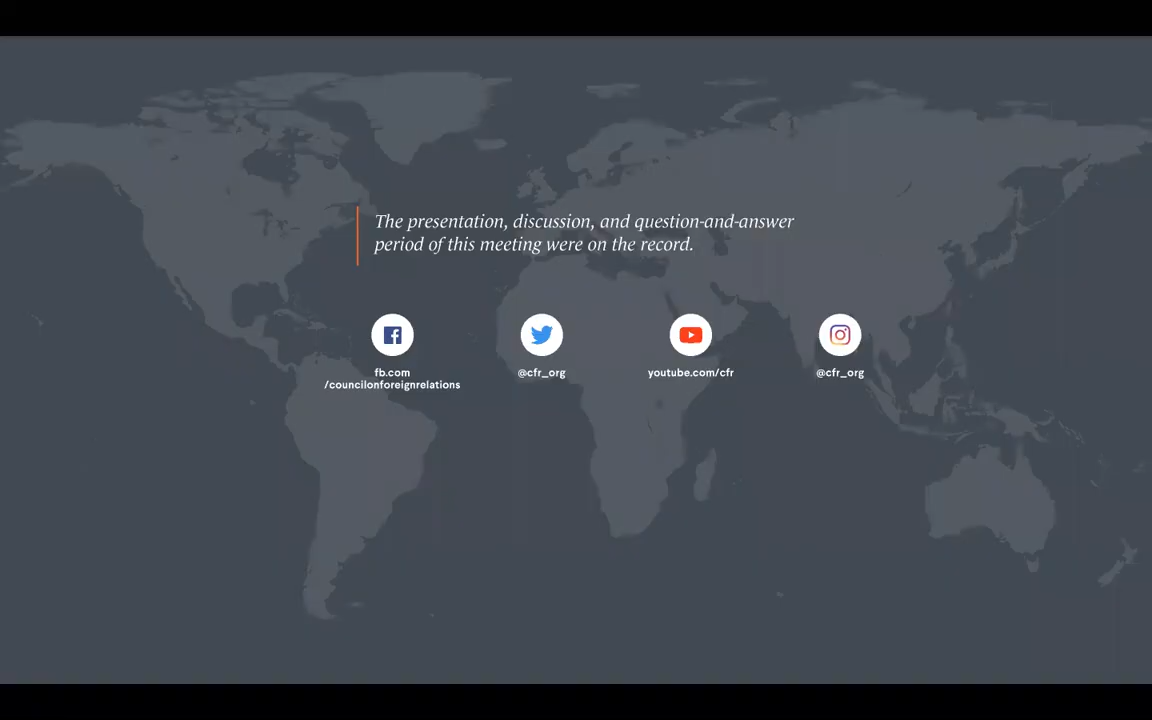 The presentation, discussion, and question-and-answer
period of this meeting were on the record.
fb.com
/councilonforeignrelations
@cfr_org
youtube.com/cfr
@cfr_org